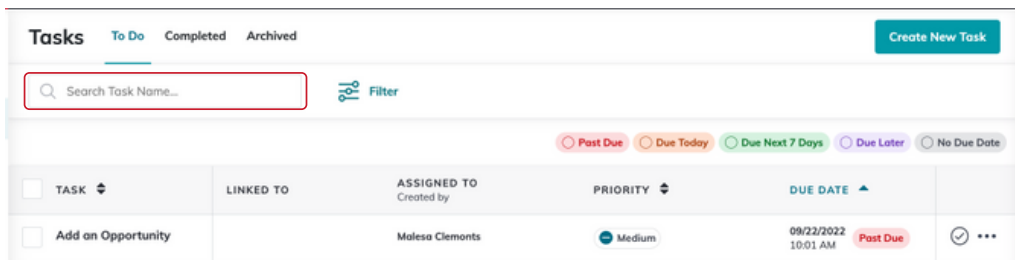 Tasks To Do Completed Archived Create New Task
Search Task Name... Filter
Past Due Due Today Due Next 7 Days Due Later No Due Date
TASK LINKED TO ASSIGNED TO PRIORITY DUE DATE
Created by
Add an Opportunity Malesa Clemonts Medium 09/22/2022 Past Due
10:01 AM